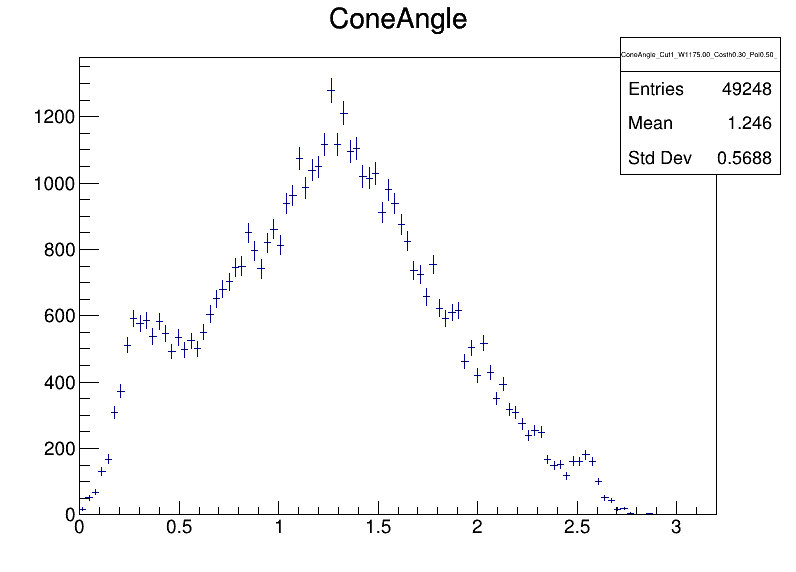 ConeAngle
ConeAngle_Cut1_W1175.00_Costh0.30_Pol0.50_
Entries 49248
Mean 1.246
Std Dev 0.5688
1200
1000
800
600
400
200
0
0 0.5 1 1.5 2 2.5 3